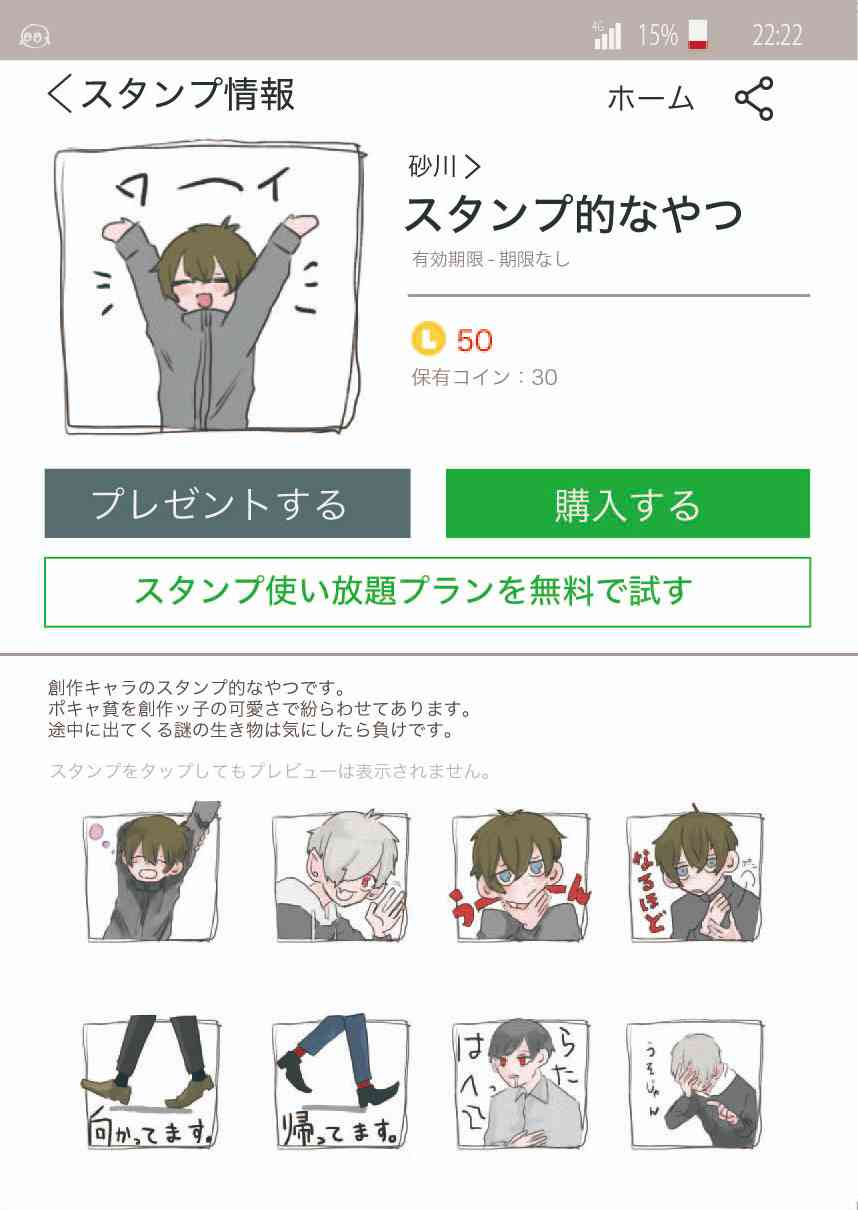 4G 15% 22:22
スタンプ情報
ホーム
ワーイ
砂川
スタンプ的なやつ
有効期限 - 期限なし
L 50
保有コイン：30
プレゼントする
購入する
スタンプ使い放題プランを無料で試す
創作キャラのスタンプ的なやつです。
ポキャ貧を創作ッ子の可愛さで紛らわせてあります。
途中に出てくる謎の生き物は気にしたら負けです。
スタンプをタップしてもプレビューは表示されません。
うーん
なるほど
向かってます。
帰ってます。
はら
へった
うそじゃん